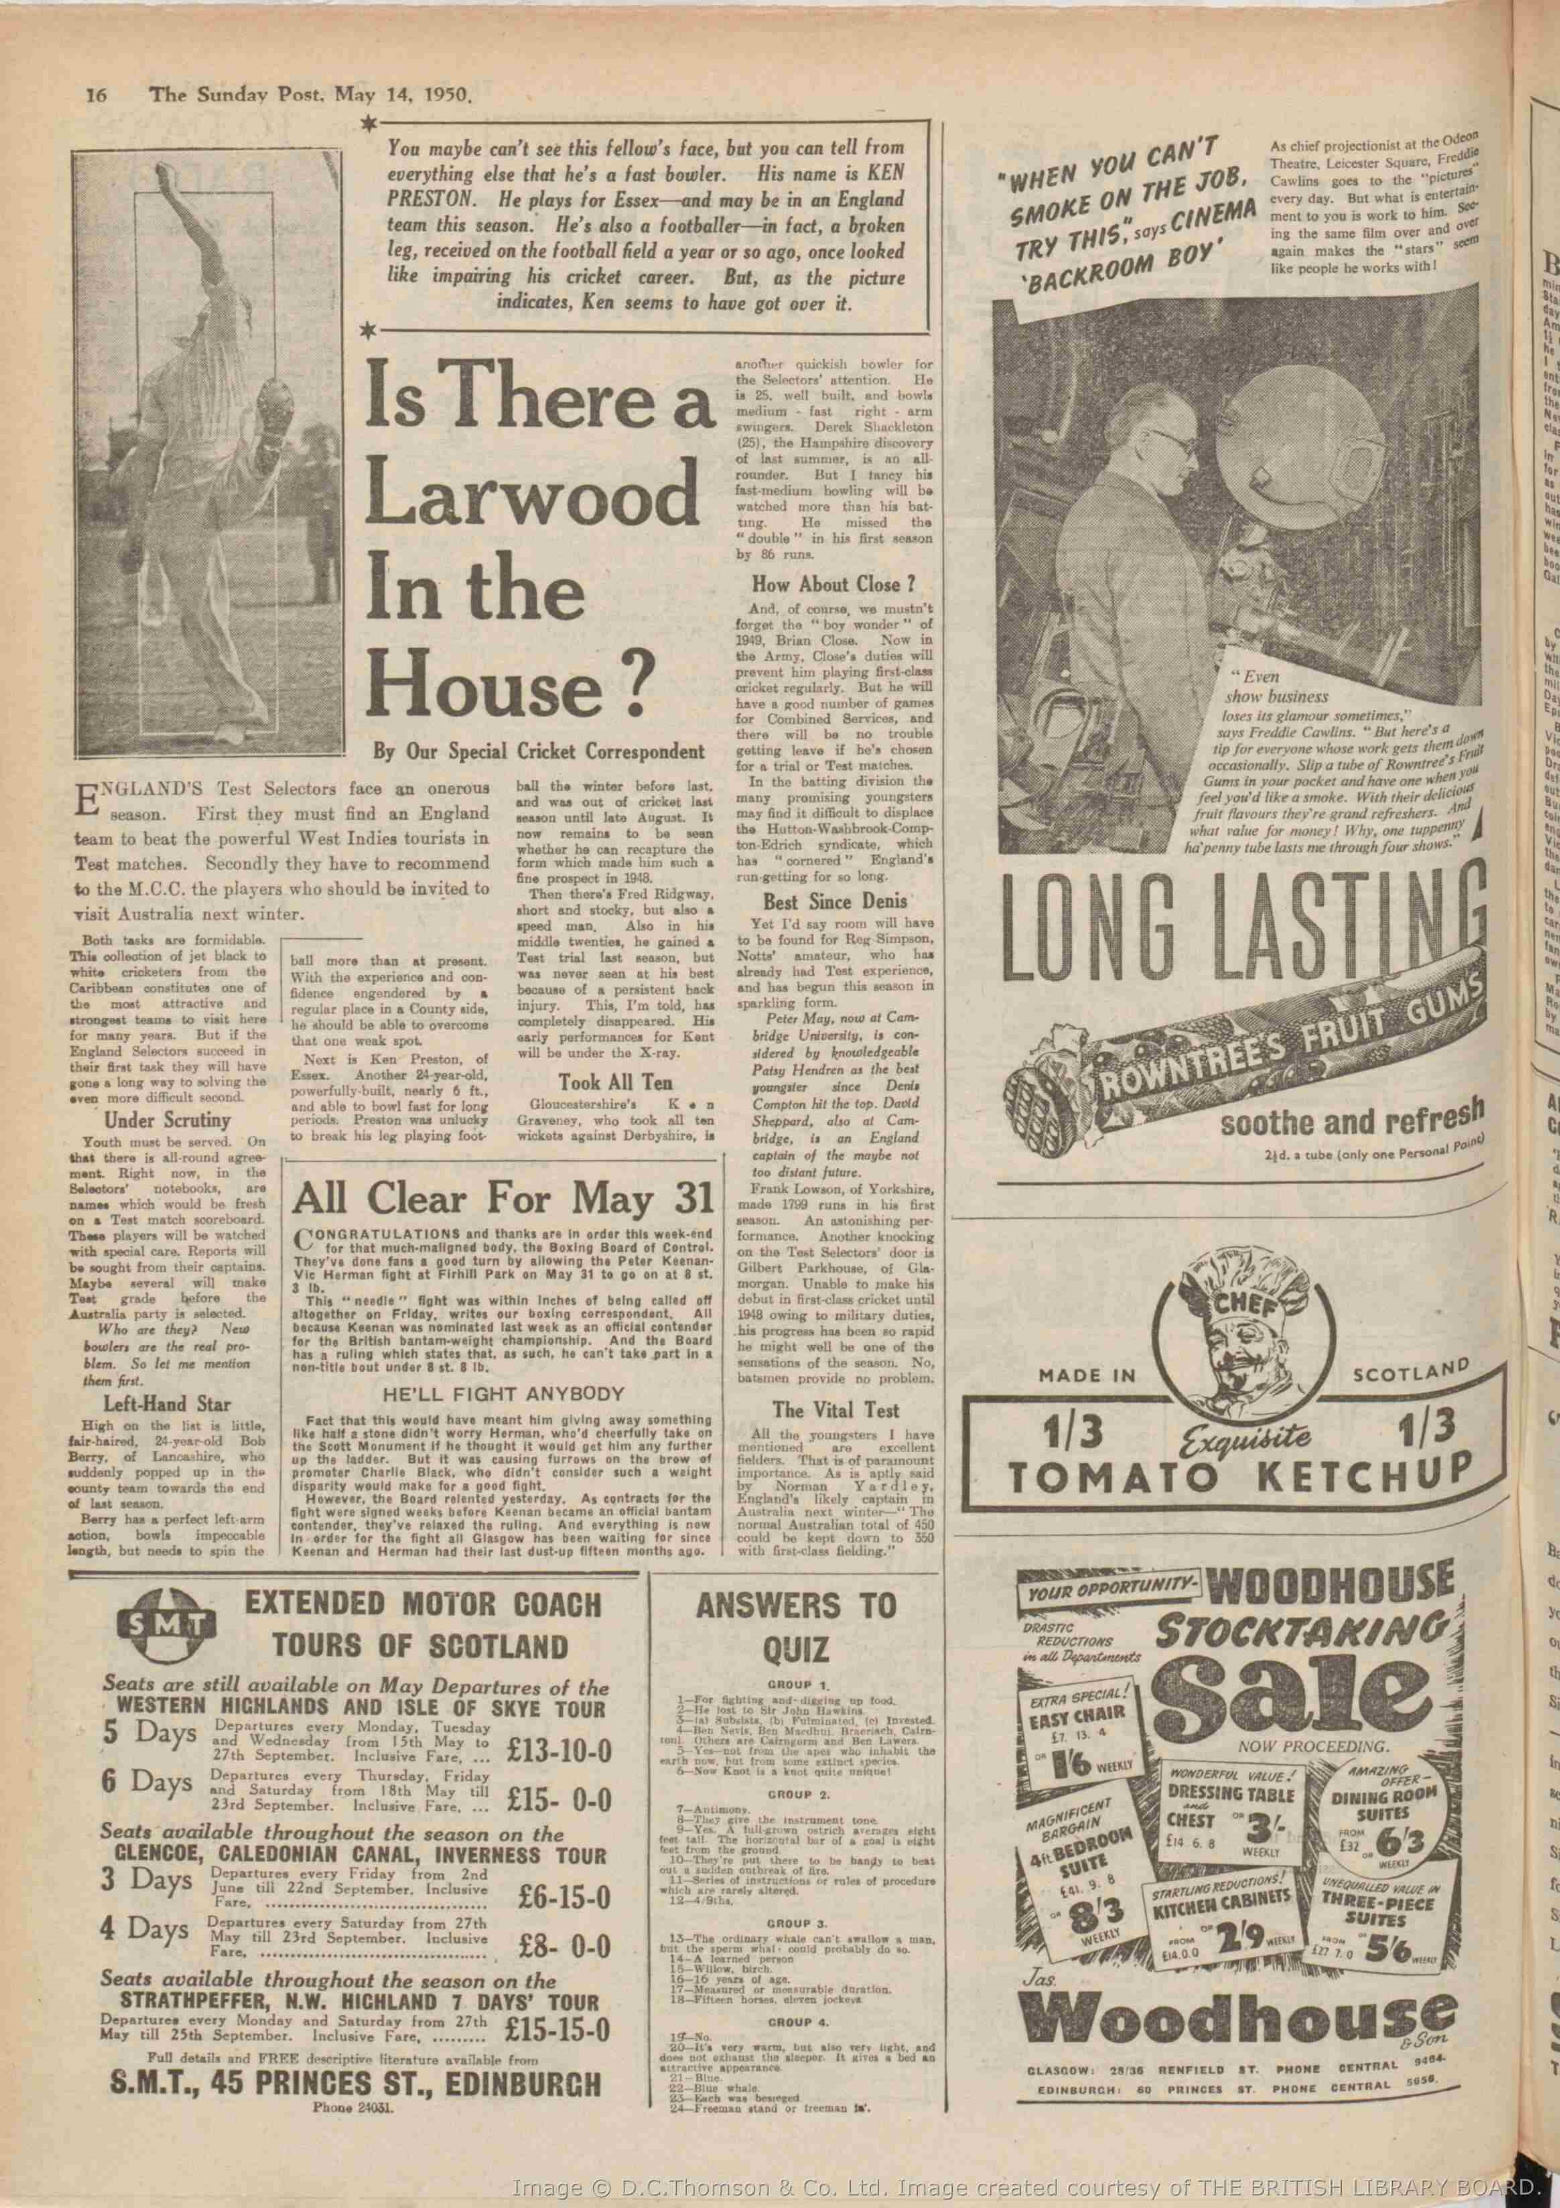 16 The Sunday Post, May 14, 1950.
You maybe can't see this fellow's face, but you can tell from
everything else that he's a fast bowler. His name is KEN
PRESTON. He plays for Essex—and may be in an England
team this season. He's also a footballer—in fact, a broken
leg, received on the football field a year or so ago, once looked
like impairing his cricket career. But, as the picture
indicates, Ken seems to have got over it.
Is There a
Larwood
In the
House ?
By Our Special Cricket Correspondent
ENGLAND'S Test Selectors face an onerous
season. First they must find an England
team to beat the powerful West Indies tourists in
Test matches. Secondly they have to recommend
to the M.C.C. the players who should be invited to
visit Australia next winter.
Both tasks are formidable.
This collection of jet black to
white cricketers from the
Caribbean constitutes one of
the most attractive and
strongest teams to visit here
for many years. But if the
England Selectors succeed in
their first task they will have
gone a long way to solving the
even more difficult second.
Under Scrutiny
Youth must be served. On
that there is all-round agree-
ment. Right now, in the
Selectors' notebooks, are
names which would be fresh
on a Test match scoreboard.
These players will be watched
with special care. Reports will
be sought from their captains.
Maybe several will make
Test grade before the
Australia party is selected.
Who are they? New
bowlers are the real pro-
blem. So let me mention
them first.
Left-Hand Star
High on the list is little,
fair-haired, 24-year-old Bob
Berry, of Lancashire, who
suddenly popped up in the
county team towards the end
of last season.
Berry has a perfect left-arm
action, bowls impeccable
length, but needs to spin the
ball more than at present.
With the experience and con-
fidence engendered by a
regular place in a County side,
he should be able to overcome
that one weak spot.
Next is Ken Preston, of
Essex. Another 24-year-old,
powerfully-built, nearly 6 ft.,
and able to bowl fast for long
periods. Preston was unlucky
to break his leg playing foot-
ball the winter before last,
and was out of cricket last
season until late August. It
now remains to be seen
whether he can recapture the
form which made him such a
fine prospect in 1948.
Then there's Fred Ridgway,
short and stocky, but also a
speed man. Also in his
middle twenties, he gained a
Test trial last season, but
was never seen at his best
because of a persistent back
injury. This, I'm told, has
completely disappeared. His
early performances for Kent
will be under the X-ray.
Took All Ten
Gloucestershire's Ken
Graveney, who took all ten
wickets against Derbyshire, is
another quickish bowler for
the Selectors' attention. He
is 25, well built, and bowls
medium - fast right - arm
swingers. Derek Shackleton
(25), the Hampshire discovery
of last summer, is an all-
rounder. But I fancy his
fast-medium bowling will be
watched more than his bat-
ting. He missed the
"double" in his first season
by 86 runs.
How About Close ?
And, of course, we mustn't
forget the "boy wonder" of
1949, Brian Close. Now in
the Army, Close's duties will
prevent him playing first-class
cricket regularly. But he will
have a good number of games
for Combined Services, and
there will be no trouble
getting leave if he's chosen
for a trial or Test matches.
In the batting division the
many promising youngsters
may find it difficult to displace
the Hutton-Washbrook-Comp-
ton-Edrich syndicate, which
has "cornered" England's
run-getting for so long.
Best Since Denis
Yet I'd say room will have
to be found for Reg Simpson,
Notts' amateur, who has
already had Test experience,
and has begun this season in
sparkling form.
Peter May, now at Cam-
bridge University, is con-
sidered by knowledgeable
Patsy Hendren as the best
youngster since Denis
Compton hit the top. David
Sheppard, also at Cam-
bridge, is an England
captain of the maybe not
too distant future.
Frank Lowson, of Yorkshire,
made 1799 runs in his first
season. An astonishing per-
formance. Another knocking
on the Test Selectors' door is
Gilbert Parkhouse, of Gla-
morgan. Unable to make his
debut in first-class cricket until
1948 owing to military duties,
his progress has been so rapid
he might well be one of the
sensations of the season. No,
batsmen provide no problem.
The Vital Test
All the youngsters I have
mentioned are excellent
fielders. That is of paramount
importance. As is aptly said
by Norman Yardley,
England's likely captain in
Australia next winter—"The
normal Australian total of 450
could be kept down to 350
with first-class fielding."
All Clear For May 31
CONGRATULATIONS and thanks are in order this week-end
for that much-maligned body, the Boxing Board of Control.
They've done fans a good turn by allowing the Peter Keenan-
Vic Herman fight at Firhill Park on May 31 to go on at 8 st.
3 lb.
This "needle" fight was within inches of being called off
altogether on Friday, writes our boxing correspondent. All
because Keenan was nominated last week as an official contender
for the British bantam-weight championship. And the Board
has a ruling which states that, as such, he can't take part in a
non-title bout under 8 st. 8 lb.
HE'LL FIGHT ANYBODY
Fact that this would have meant him giving away something
like half a stone didn't worry Herman, who'd cheerfully take on
the Scott Monument if he thought it would get him any further
up the ladder. But it was causing furrows on the brow of
promoter Charlie Black, who didn't consider such a weight
disparity would make for a good fight.
However, the Board relented yesterday. As contracts for the
fight were signed weeks before Keenan became an official bantam
contender, they've relaxed the ruling. And everything is now
in order for the fight all Glasgow has been waiting for since
Keenan and Herman had their last dust-up fifteen months ago.
SMT
EXTENDED MOTOR COACH
TOURS OF SCOTLAND
Seats are still available on May Departures of the
WESTERN HIGHLANDS AND ISLE OF SKYE TOUR
5 Days Departures every Monday, Tuesday
and Wednesday from 15th May to
27th September. Inclusive Fare, ... £13-10-0
6 Days Departures every Thursday, Friday
and Saturday from 18th May till
23rd September. Inclusive Fare, ... £15- 0-0
Seats available throughout the season on the
GLENCOE, CALEDONIAN CANAL, INVERNESS TOUR
3 Days Departures every Friday from 2nd
June till 22nd September. Inclusive
Fare, ........ £6-15-0
4 Days Departures every Saturday from 27th
May till 23rd September. Inclusive
Fare, ........ £8- 0-0
Seats available throughout the season on the
STRATHPEFFER, N.W. HIGHLAND 7 DAYS' TOUR
Departures every Monday and Saturday from 27th
May till 25th September. Inclusive Fare, ......... £15-15-0
Full details and FREE descriptive literature available from
S.M.T., 45 PRINCES ST., EDINBURGH
Phone 24031.
ANSWERS TO
QUIZ
GROUP 1.
1—For fighting and digging up food.
2—He lost to Sir John Hawkins.
3—(a) Subsists, (b) Fulminated, (c) Invested.
4—Ben Nevis, Ben Macdhui, Braeriach, Cairn-
toul. Others are Cairngorm and Ben Lawers.
5—Yes—not from the apes who inhabit the
earth now, but from some extinct species.
6—Now Knot is a knot quite unique!
GROUP 2.
7—Antimony.
8—They give the instrument tone.
9—Yes. A full-grown ostrich averages eight
feet tall. The horizontal bar of a goal is eight
feet from the ground.
10—They're put there to be handy to beat
out a sudden outbreak of fire.
11—Series of instructions or rules of procedure
which are rarely altered.
12—4/9ths.
GROUP 3.
13—The ordinary whale can't swallow a man,
but the sperm whale could probably do so.
14—A learned person
15—Willow, birch.
16—16 years of age.
17—Measured or measurable duration.
18—Fifteen horses, eleven jockeys.
GROUP 4.
19—No.
20—It's very warm, but also very light, and
does not exhaust the sleeper. It gives a bed an
attractive appearance.
21—Blue.
22—Blue whale.
23—Each was besieged.
24—Freeman stand or freeman fa'.
"WHEN YOU CAN'T
SMOKE ON THE JOB,
TRY THIS," says CINEMA
'BACKROOM BOY'
As chief projectionist at the Odeon
Theatre, Leicester Square, Freddie
Cawlins goes to the "pictures"
every day. But what is entertain-
ment to you is work to him. See-
ing the same film over and over
again makes the "stars" seem
like people he works with!
"Even
show business
loses its glamour sometimes,"
says Freddie Cawlins. "But here's a
tip for everyone whose work gets them down
occasionally. Slip a tube of Rowntree's Fruit
Gums in your pocket and have one when you
feel you'd like a smoke. With their delicious
fruit flavours they're grand refreshers. And
what value for money! Why, one tuppenny
ha'penny tube lasts me through four shows."
LONG LASTING
ROWNTREE'S FRUIT GUMS
soothe and refresh
2½d. a tube (only one Personal Point)
CHEF
MADE IN SCOTLAND
1/3 Exquisite 1/3
TOMATO KETCHUP
YOUR OPPORTUNITY- WOODHOUSE
DRASTIC
REDUCTIONS
in all Departments
STOCKTAKING
Sale
NOW PROCEEDING.
EXTRA SPECIAL!
EASY CHAIR
£7. 13. 4
OR 1'6 WEEKLY
WONDERFUL VALUE!
DRESSING TABLE
and
CHEST
£14 6. 8
OR 3/-
WEEKLY
AMAZING
OFFER—
DINING ROOM
SUITES
FROM
£32 OR 6'3
WEEKLY
MAGNIFICENT
BARGAIN
4ft BEDROOM
SUITE
£41. 9. 8
OR 8/3
WEEKLY
STARTLING REDUCTIONS!
KITCHEN CABINETS
FROM
£14.0.0
OR 2'9 WEEKLY
UNEQUALLED VALUE IN
THREE-PIECE
SUITES
FROM
£27 7. 0
OR 5'6 WEEKLY
Jas.
Woodhouse
& Son
GLASGOW: 28/36 RENFIELD ST. PHONE CENTRAL 9464.
EDINBURGH: 60 PRINCES ST. PHONE CENTRAL 5656.
Image © D.C.Thomson & Co. Ltd. Image created courtesy of THE BRITISH LIBRARY BOARD.